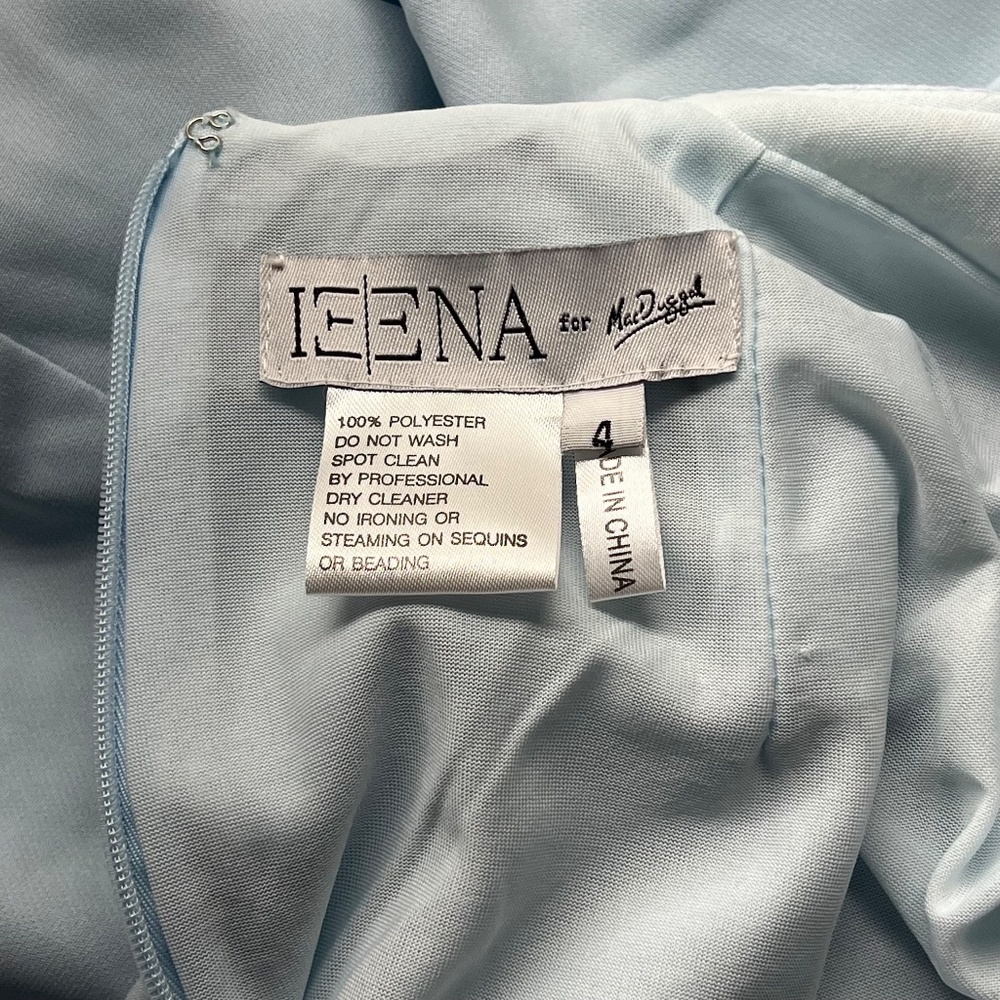 IEENA for MacDuggal
100% POLYESTER
DO NOT WASH
SPOT CLEAN
BY PROFESSIONAL
DRY CLEANER
NO IRONING OR
STEAMING ON SEQUINS
OR BEADING
4
DE IN CHINA